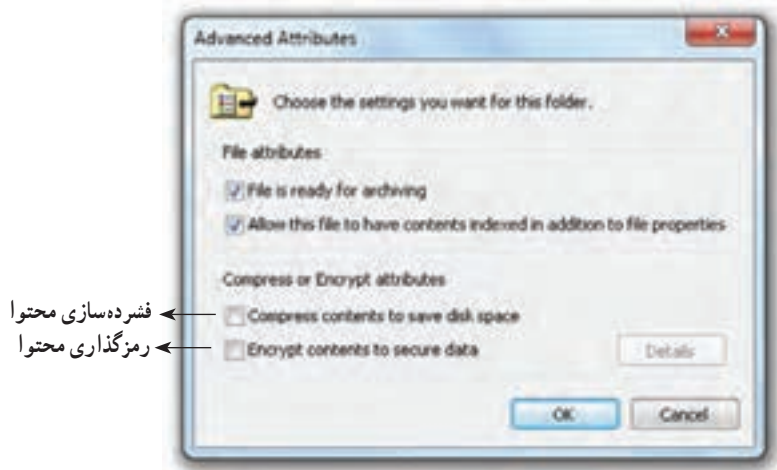 Advanced Attributes
Choose the settings you want for this folder.
File attributes
File is ready for archiving
Allow this file to have contents indexed in addition to file properties
Compress or Encrypt attributes
فشرده‌سازی محتوا
Compress contents to save disk space
رمزگذاری محتوا
Encrypt contents to secure data
Details
OK
Cancel